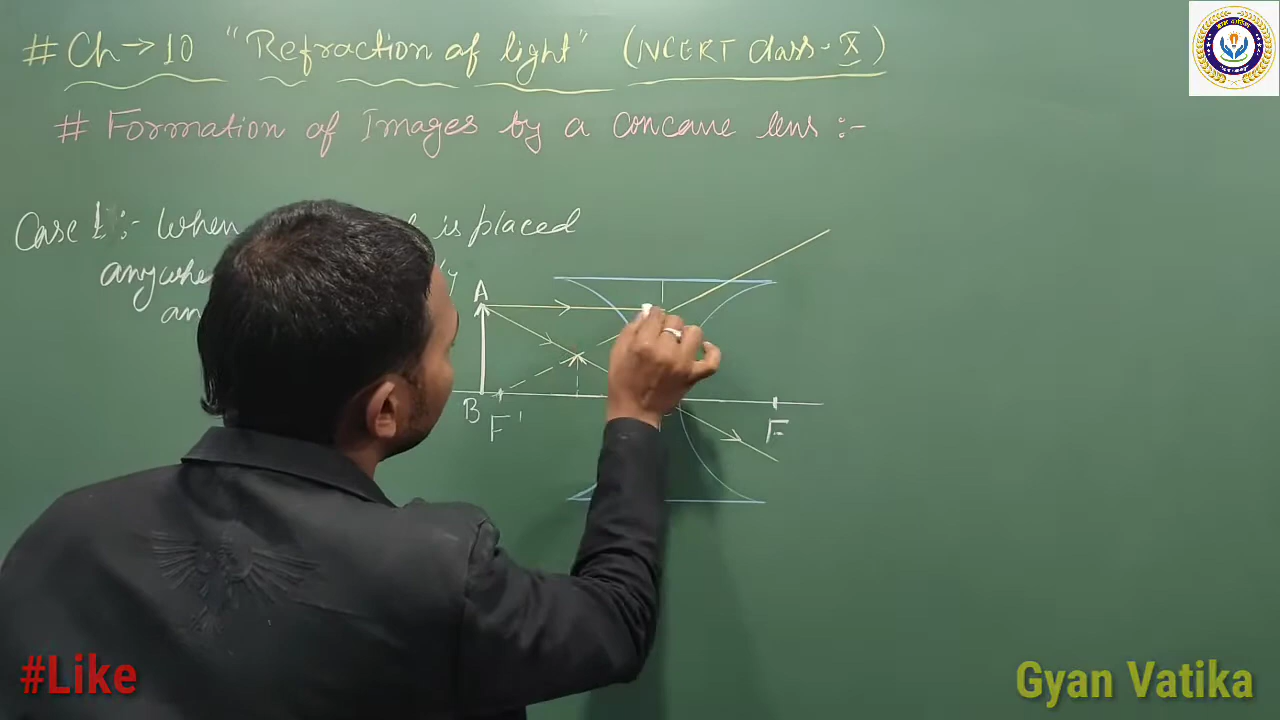 # Ch → 10 "Refraction of light" (NCERT Class - X)
# Formation of Images by a concave lens :-
Case 1 :- When is placed
anywhe
an
A
B
F'
F
#Like
Gyan Vatika